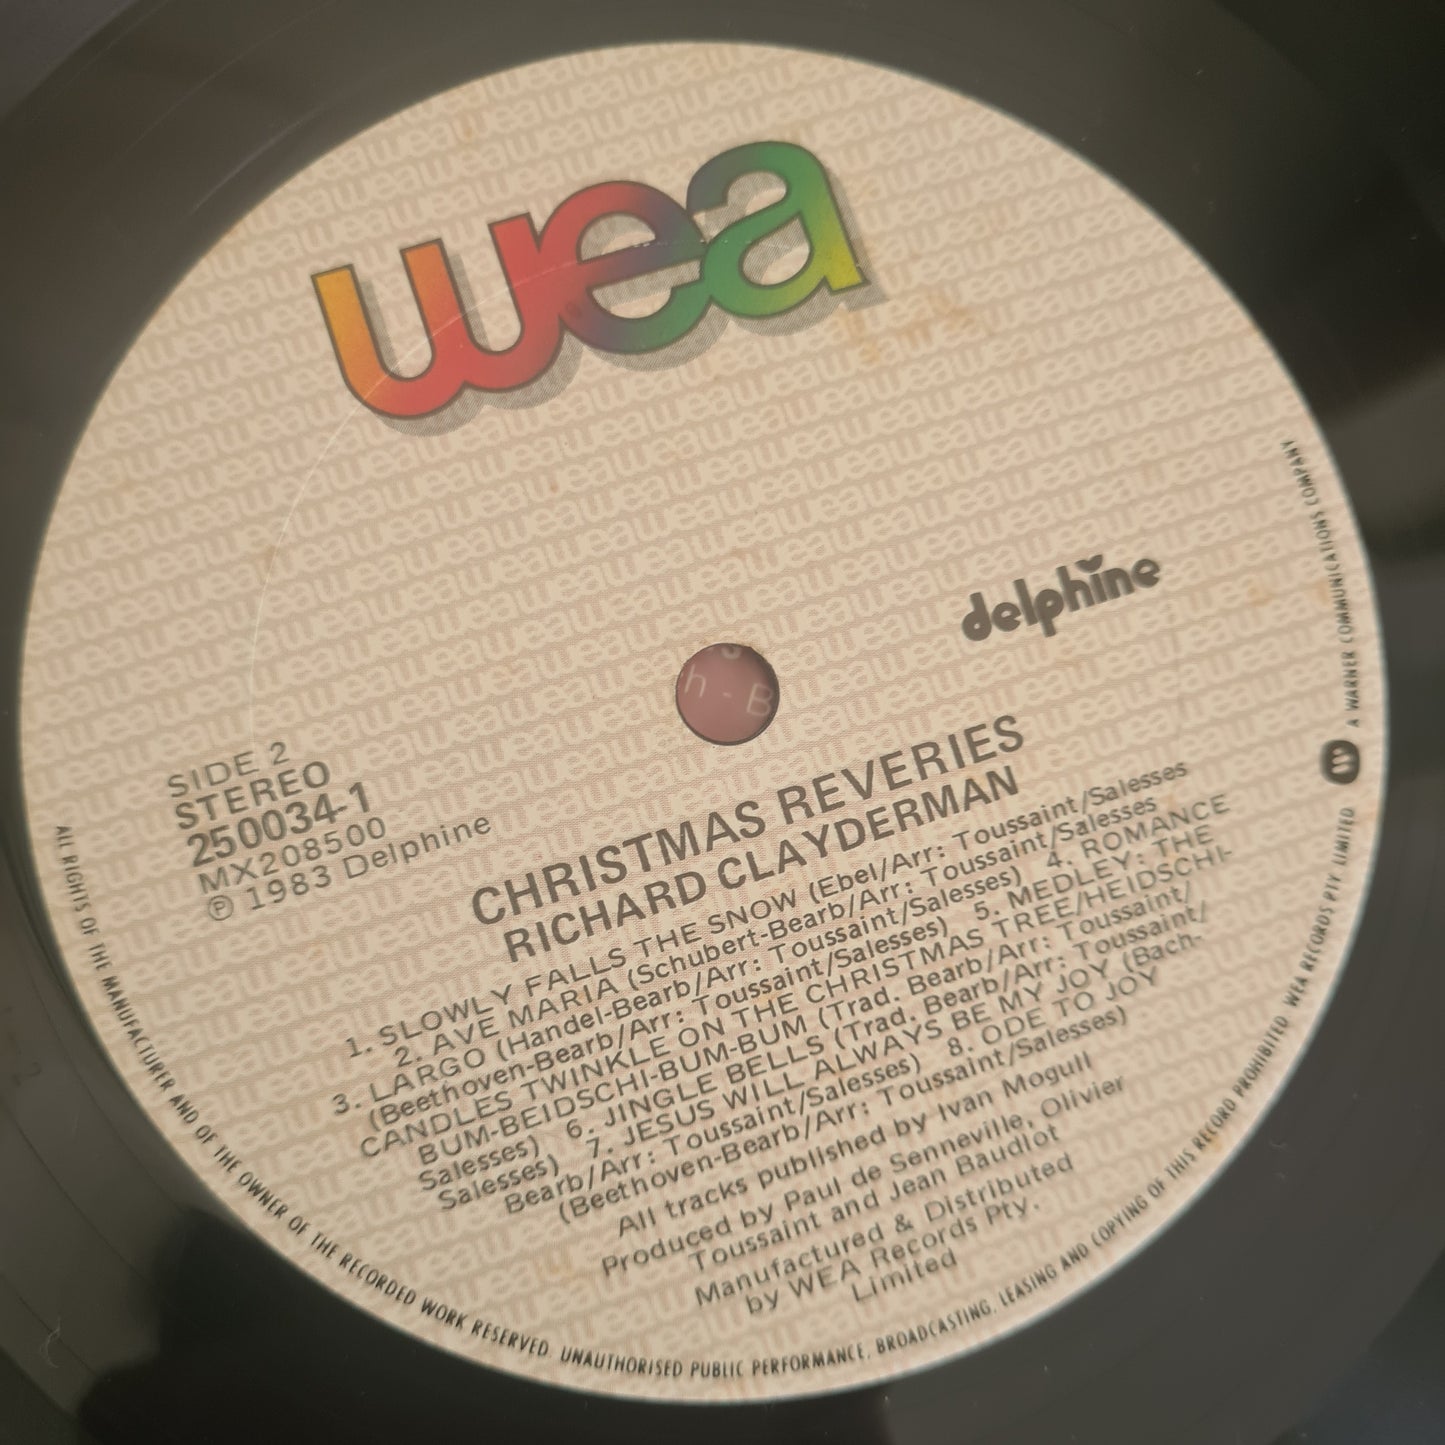 wea
delphine
SIDE 2
STEREO
250034-1
MX208500
Ⓟ 1983 Delphine
CHRISTMAS REVERIES
RICHARD CLAYDERMAN
1. SLOWLY FALLS THE SNOW (Ebel/Arr: Toussaint/Salesses
2. AVE MARIA (Schubert-Bearb/Arr: Toussaint/Salesses
3. LARGO (Handel-Bearb/Arr: Toussaint/Salesses) 4. ROMANCE
(Beethoven-Bearb/Arr: Toussaint/Salesses) 5. MEDLEY: THE
CANDLES TWINKLE ON THE CHRISTMAS TREE/HEIDSCHI-
BUM-BEIDSCHI-BUM-BUM (Trad. Bearb/Arr: Toussaint/
Salesses) 6. JINGLE BELLS (Trad. Bearb/Arr: Toussaint/
Salesses) 7. JESUS WILL ALWAYS BE MY JOY (Bach-
Bearb/Arr: Toussaint/Salesses) 8. ODE TO JOY
(Beethoven-Bearb/Arr: Toussaint/Salesses)
All tracks published by Ivan Mogull
Produced by Paul de Senneville, Olivier
Toussaint and Jean Baudlot
Manufactured & Distributed
by WEA Records Pty.
Limited
ALL RIGHTS OF THE MANUFACTURER AND OF THE OWNER OF THE RECORDED WORK RESERVED. UNAUTHORISED PUBLIC PERFORMANCE, BROADCASTING, LEASING AND COPYING OF THIS RECORD PROHIBITED. WEA RECORDS PTY. LIMITED A WARNER COMMUNICATIONS COMPANY
h - B